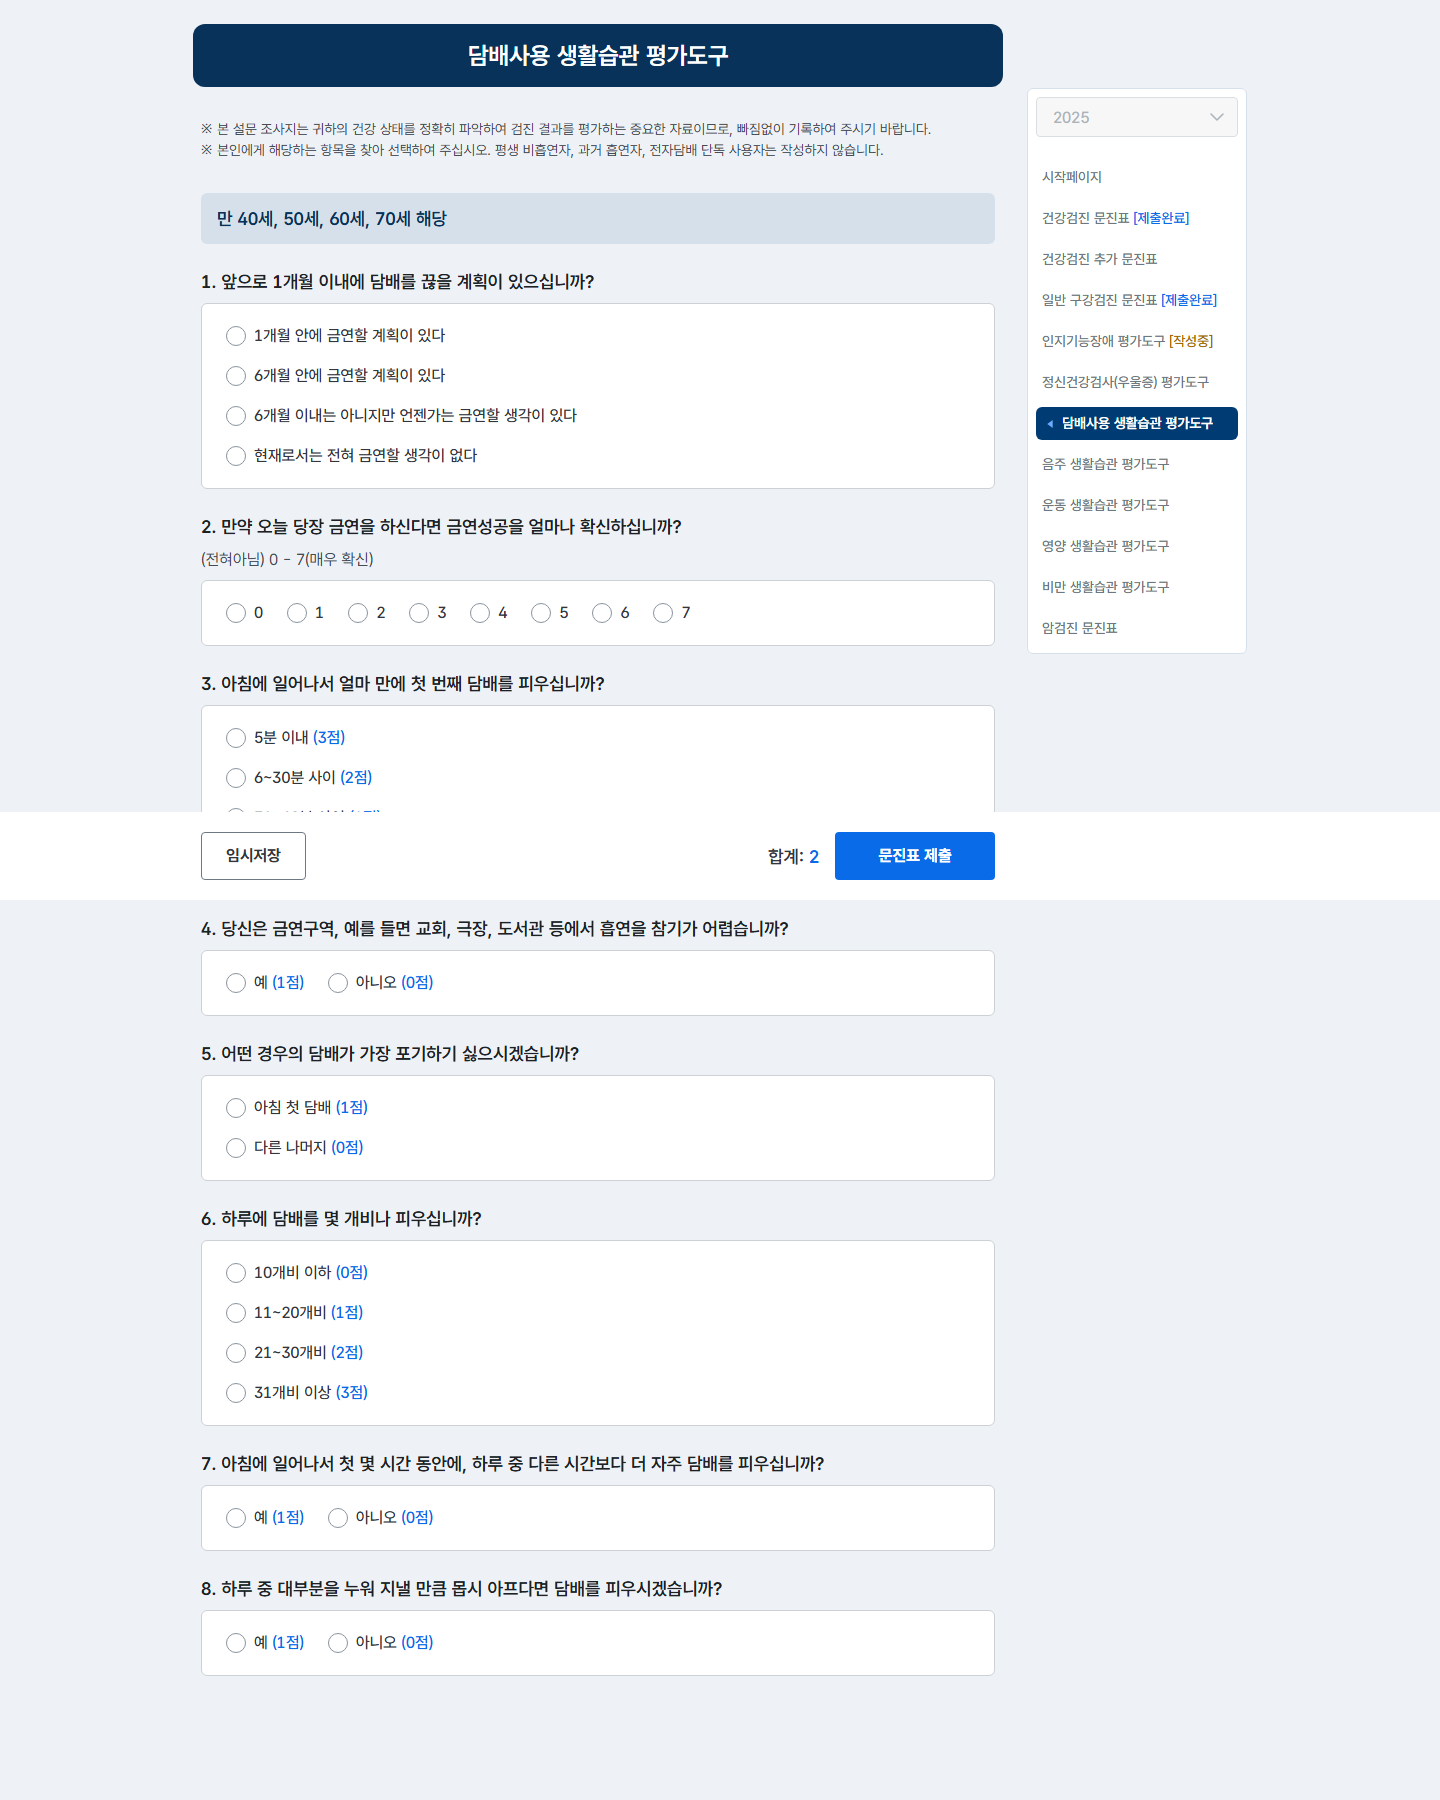 담배사용 생활습관 평가도구
※ 본 설문 조사지는 귀하의 건강 상태를 정확히 파악하여 검진 결과를 평가하는 중요한 자료이므로, 빠짐없이 기록하여 주시기 바랍니다.
※ 본인에게 해당하는 항목을 찾아 선택하여 주십시오. 평생 비흡연자, 과거 흡연자, 전자담배 단독 사용자는 작성하지 않습니다.
만 40세, 50세, 60세, 70세 해당
1. 앞으로 1개월 이내에 담배를 끊을 계획이 있으십니까?
1개월 안에 금연할 계획이 있다
6개월 안에 금연할 계획이 있다
6개월 이내는 아니지만 언젠가는 금연할 생각이 있다
현재로서는 전혀 금연할 생각이 없다
2. 만약 오늘 당장 금연을 하신다면 금연성공을 얼마나 확신하십니까?
(전혀아님) 0 - 7(매우 확신)
0 1 2 3 4 5 6 7
3. 아침에 일어나서 얼마 만에 첫 번째 담배를 피우십니까?
5분 이내 (3점)
6~30분 사이 (2점)
임시저장
합계: 2
문진표 제출
4. 당신은 금연구역, 예를 들면 교회, 극장, 도서관 등에서 흡연을 참기가 어렵습니까?
예 (1점) 아니오 (0점)
5. 어떤 경우의 담배가 가장 포기하기 싫으시겠습니까?
아침 첫 담배 (1점)
다른 나머지 (0점)
6. 하루에 담배를 몇 개비나 피우십니까?
10개비 이하 (0점)
11~20개비 (1점)
21~30개비 (2점)
31개비 이상 (3점)
7. 아침에 일어나서 첫 몇 시간 동안에, 하루 중 다른 시간보다 더 자주 담배를 피우십니까?
예 (1점) 아니오 (0점)
8. 하루 중 대부분을 누워 지낼 만큼 몹시 아프다면 담배를 피우시겠습니까?
예 (1점) 아니오 (0점)
2025
시작페이지
건강검진 문진표 [제출완료]
건강검진 추가 문진표
일반 구강검진 문진표 [제출완료]
인지기능장애 평가도구 [작성중]
정신건강검사(우울증) 평가도구
담배사용 생활습관 평가도구
음주 생활습관 평가도구
운동 생활습관 평가도구
영양 생활습관 평가도구
비만 생활습관 평가도구
암검진 문진표